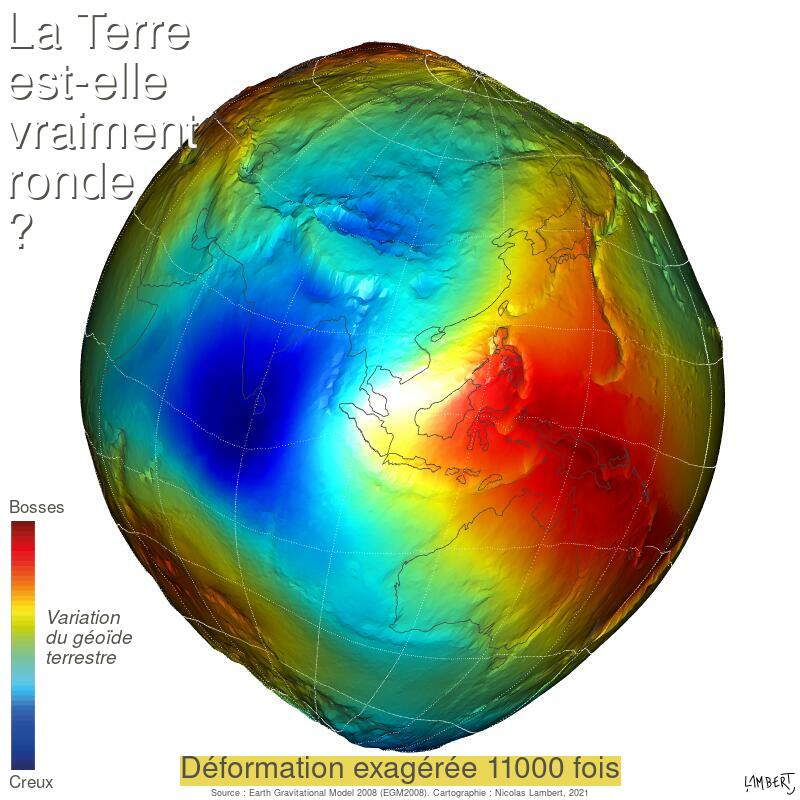 La Terre
est-elle
vraiment
ronde
?
Bosses
Variation
du géoïde
terrestre
Creux
Déformation exagérée 11000 fois
Source : Earth Gravitational Model 2008 (EGM2008). Cartographie : Nicolas Lambert, 2021
LAMBERT